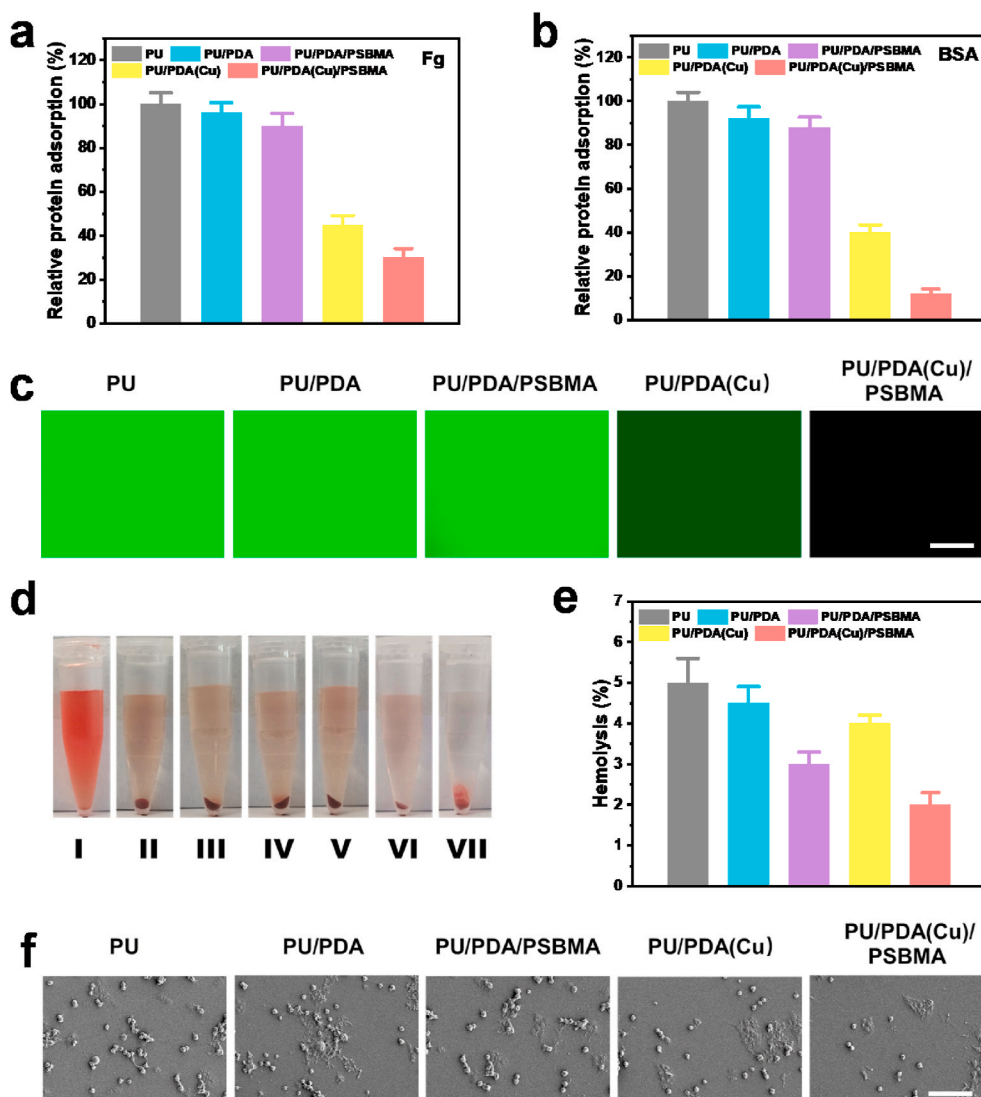 a
Relative protein adsorption (%)
120
100
80
60
40
20
0
PU PU/PDA PU/PDA/PSBMA
PU/PDA(Cu) PU/PDA(Cu)/PSBMA
Fg
b
Relative protein adsorption (%)
120
100
80
60
40
20
0
PU PU/PDA PU/PDA/PSBMA
PU/PDA(Cu) PU/PDA(Cu)/PSBMA
BSA
c
PU PU/PDA PU/PDA/PSBMA PU/PDA(Cu) PU/PDA(Cu)/
PSBMA
d
I II III IV V VI VII
e
Hemolysis (%)
7
6
5
4
3
2
1
0
PU PU/PDA PU/PDA/PSBMA
PU/PDA(Cu) PU/PDA(Cu)/PSBMA
f
PU PU/PDA PU/PDA/PSBMA PU/PDA(Cu) PU/PDA(Cu)/
PSBMA